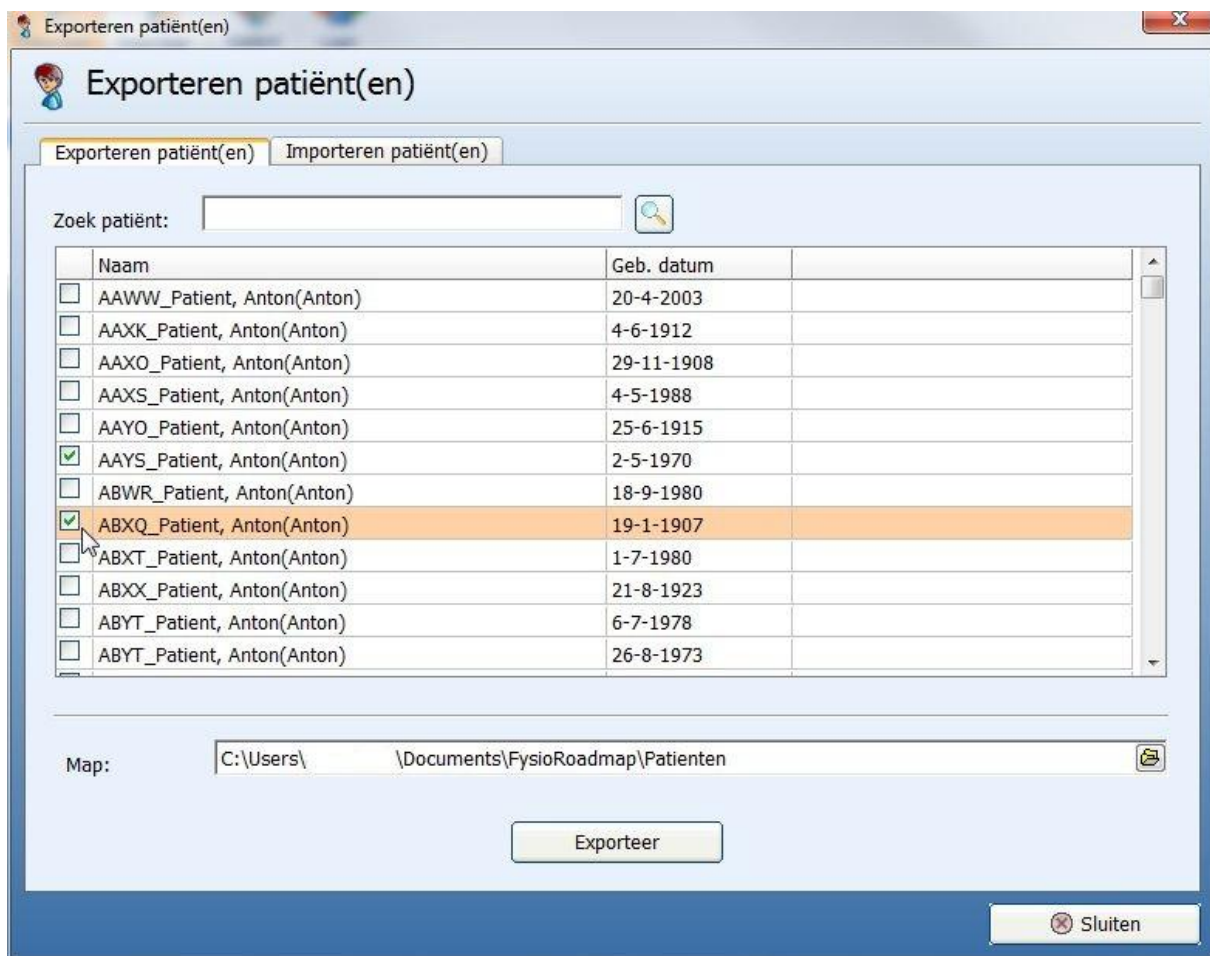 Exporteren patiënt(en)
Exporteren patiënt(en)
Exporteren patiënt(en) Importeren patiënt(en)
Zoek patiënt:
Naam Geb. datum
AAWW_Patient, Anton(Anton) 20-4-2003
AAXK_Patient, Anton(Anton) 4-6-1912
AAXO_Patient, Anton(Anton) 29-11-1908
AAXS_Patient, Anton(Anton) 4-5-1988
AAYO_Patient, Anton(Anton) 25-6-1915
AAYS_Patient, Anton(Anton) 2-5-1970
ABWR_Patient, Anton(Anton) 18-9-1980
ABXQ_Patient, Anton(Anton) 19-1-1907
ABXT_Patient, Anton(Anton) 1-7-1980
ABXX_Patient, Anton(Anton) 21-8-1923
ABYT_Patient, Anton(Anton) 6-7-1978
ABYT_Patient, Anton(Anton) 26-8-1973
Map: C:\Users\ \Documents\FysioRoadmap\Patienten
Exporteer
Sluiten